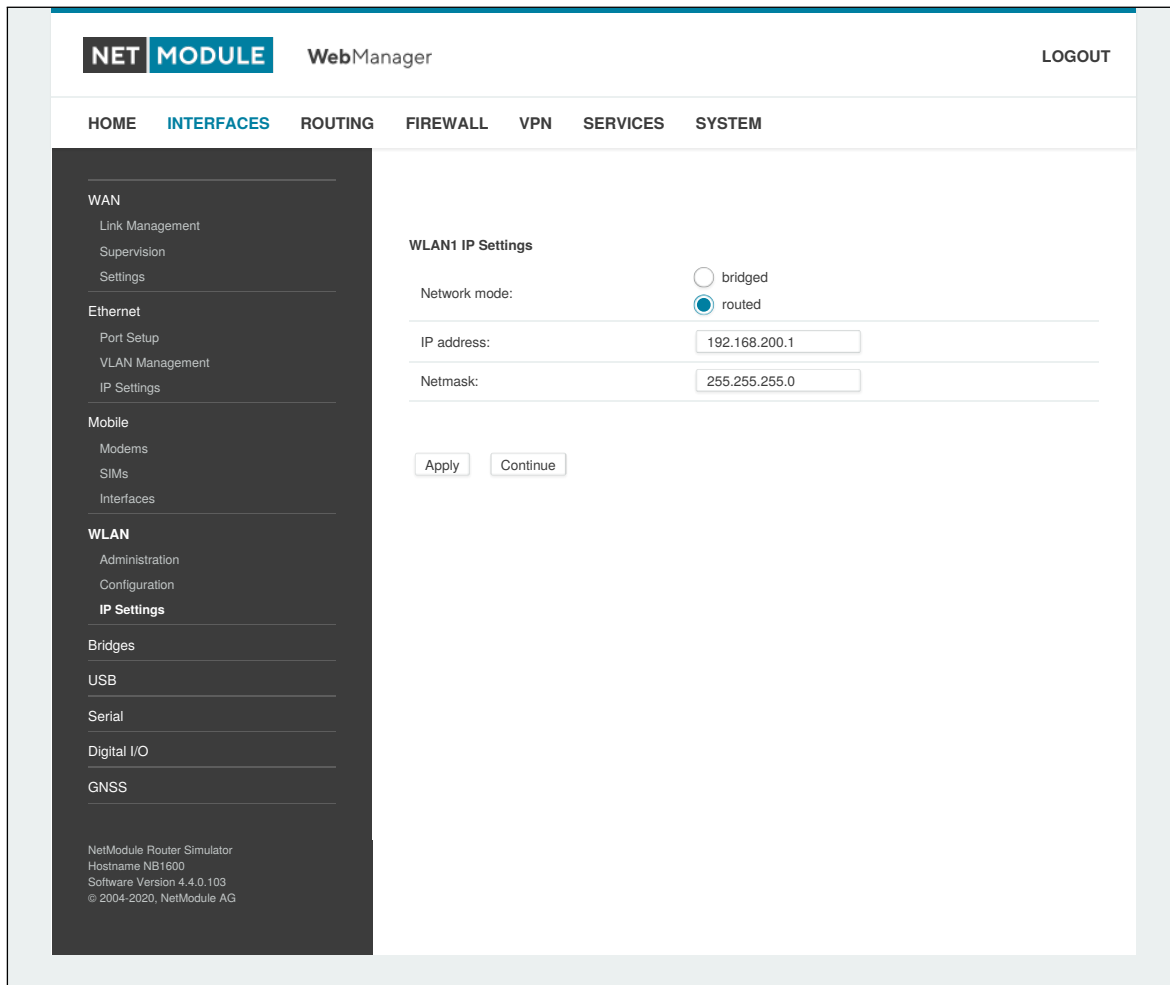 NET MODULE WebManager LOGOUT
HOME INTERFACES ROUTING FIREWALL VPN SERVICES SYSTEM
WAN
Link Management
Supervision
Settings
Ethernet
Port Setup
VLAN Management
IP Settings
Mobile
Modems
SIMs
Interfaces
WLAN
Administration
Configuration
IP Settings
Bridges
USB
Serial
Digital I/O
GNSS
NetModule Router Simulator
Hostname NB1600
Software Version 4.4.0.103
© 2004-2020, NetModule AG
WLAN1 IP Settings
Network mode:
bridged
routed
IP address: 192.168.200.1
Netmask: 255.255.255.0
Apply Continue